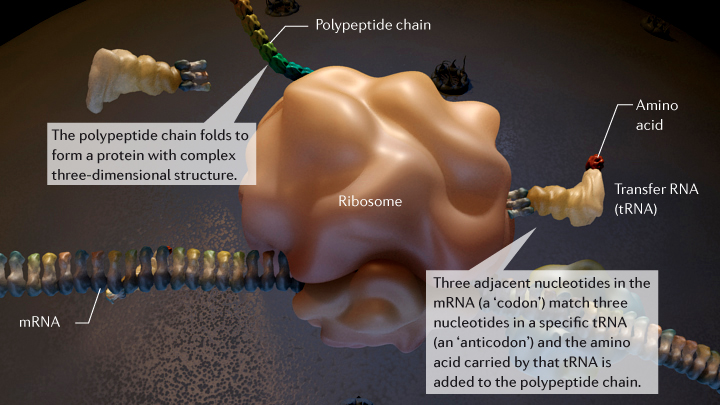 Polypeptide chain
The polypeptide chain folds to
form a protein with complex
three-dimensional structure.
Amino
acid
Ribosome
Transfer RNA
(tRNA)
Three adjacent nucleotides in the
mRNA (a ‘codon’) match three
nucleotides in a specific tRNA
(an ‘anticodon’) and the amino
acid carried by that tRNA is
added to the polypeptide chain.
mRNA